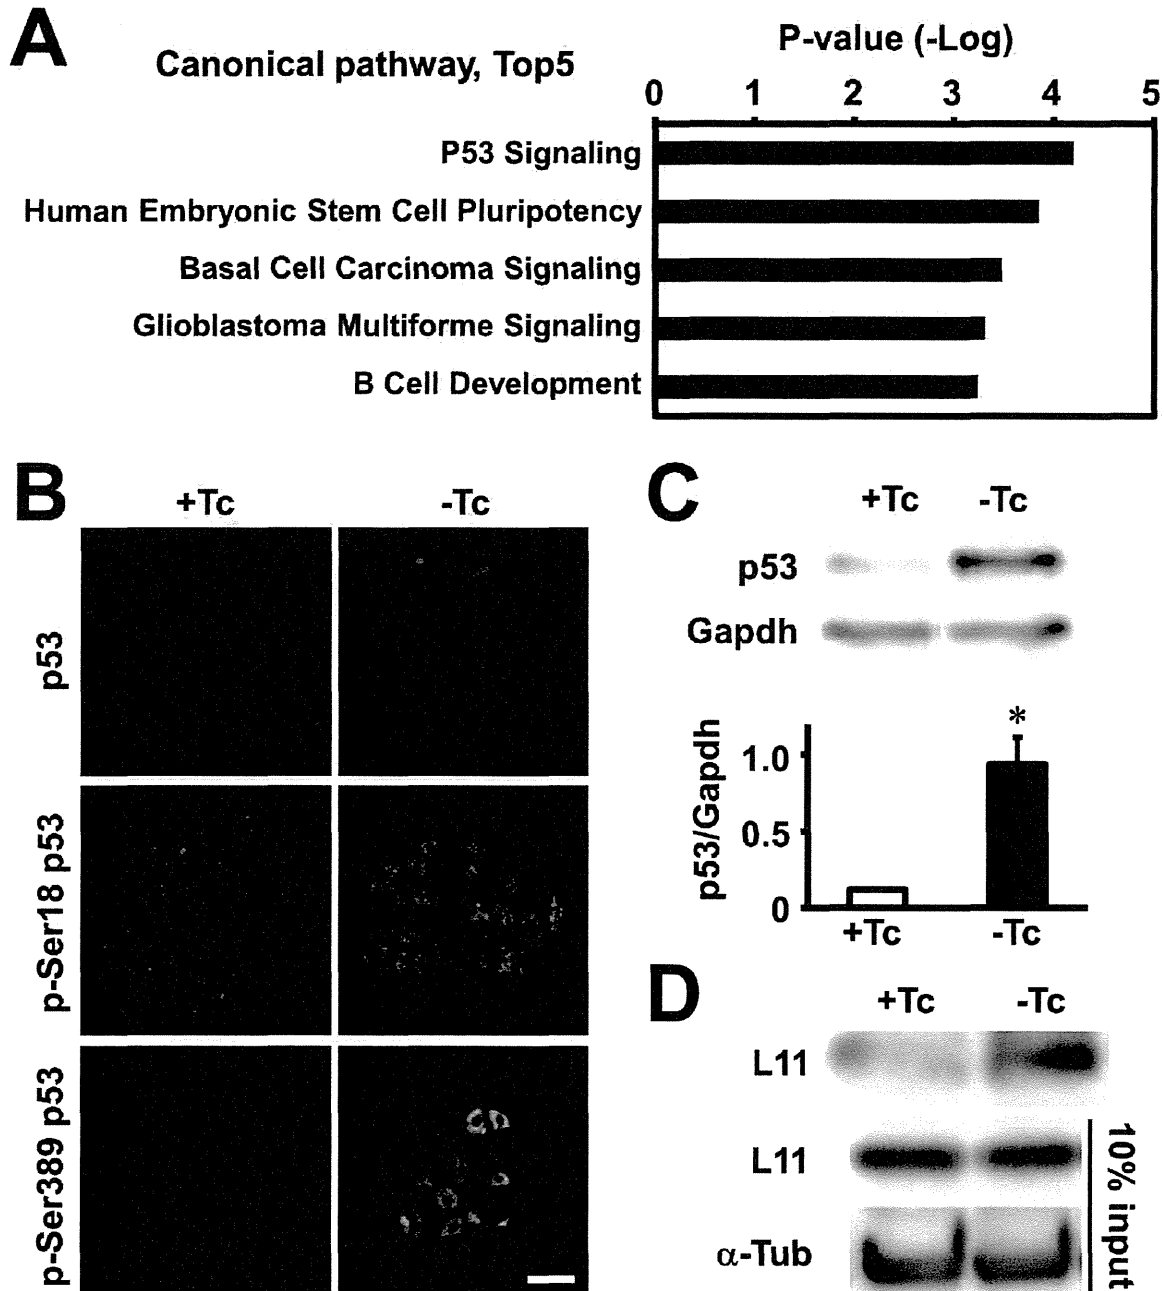 A
Canonical pathway, Top5
P-value (-Log)
0 1 2 3 4 5
P53 Signaling
Human Embryonic Stem Cell Pluripotency
Basal Cell Carcinoma Signaling
Glioblastoma Multiforme Signaling
B Cell Development
B
+Tc -Tc
p53
p-Ser18 p53
p-Ser389 p53
C
+Tc -Tc
p53
Gapdh
p53/Gapdh
*
1.0
0.5
0
+Tc -Tc
D
+Tc -Tc
L11
L11
α-Tub
10% input